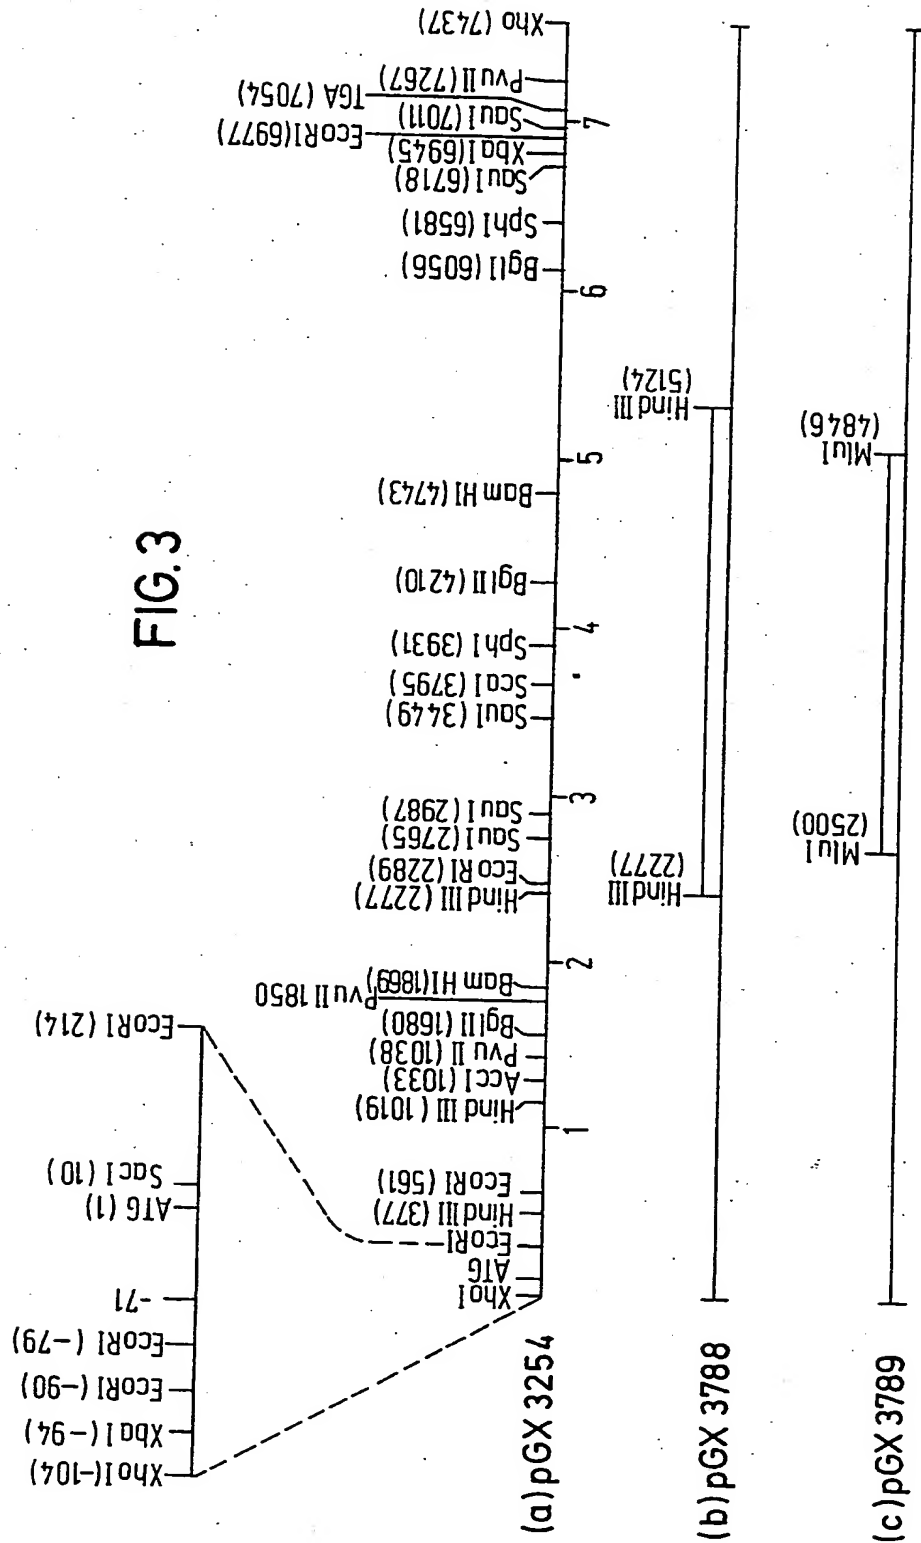 FIG. 3
XhoI (-104)
XbaI (-94)
EcoRI (-90)
EcoRI (-79)
-71
ATG (1)
SacI (10)
EcoRI (214)
(a) pGX 3254
XhoI
ATG
EcoRI
HindIII (377)
EcoRI (561)
1
HindIII (1019)
AccI (1033)
PvuII (1038)
BglII (1680)
PvuII 1850
BamHI (1869)
2
HindIII (2277)
EcoRI (2289)
SauI (2765)
SauI (2987)
3
SauI (3449)
ScaI (3795)
SphI (3931)
4
BglII (4210)
BamHI (4743)
5
6
BglI (6056)
SphI (6581)
SauI (6718)
XbaI (6945)
EcoRI (6977)
SauI (7011)
7
TGA (7054)
PvuII (7267)
Xho (7437)
(b) pGX 3788
HindIII
(2277)
HindIII
(5124)
(c) pGX 3789
MluI
(2500)
MluI
(4846)